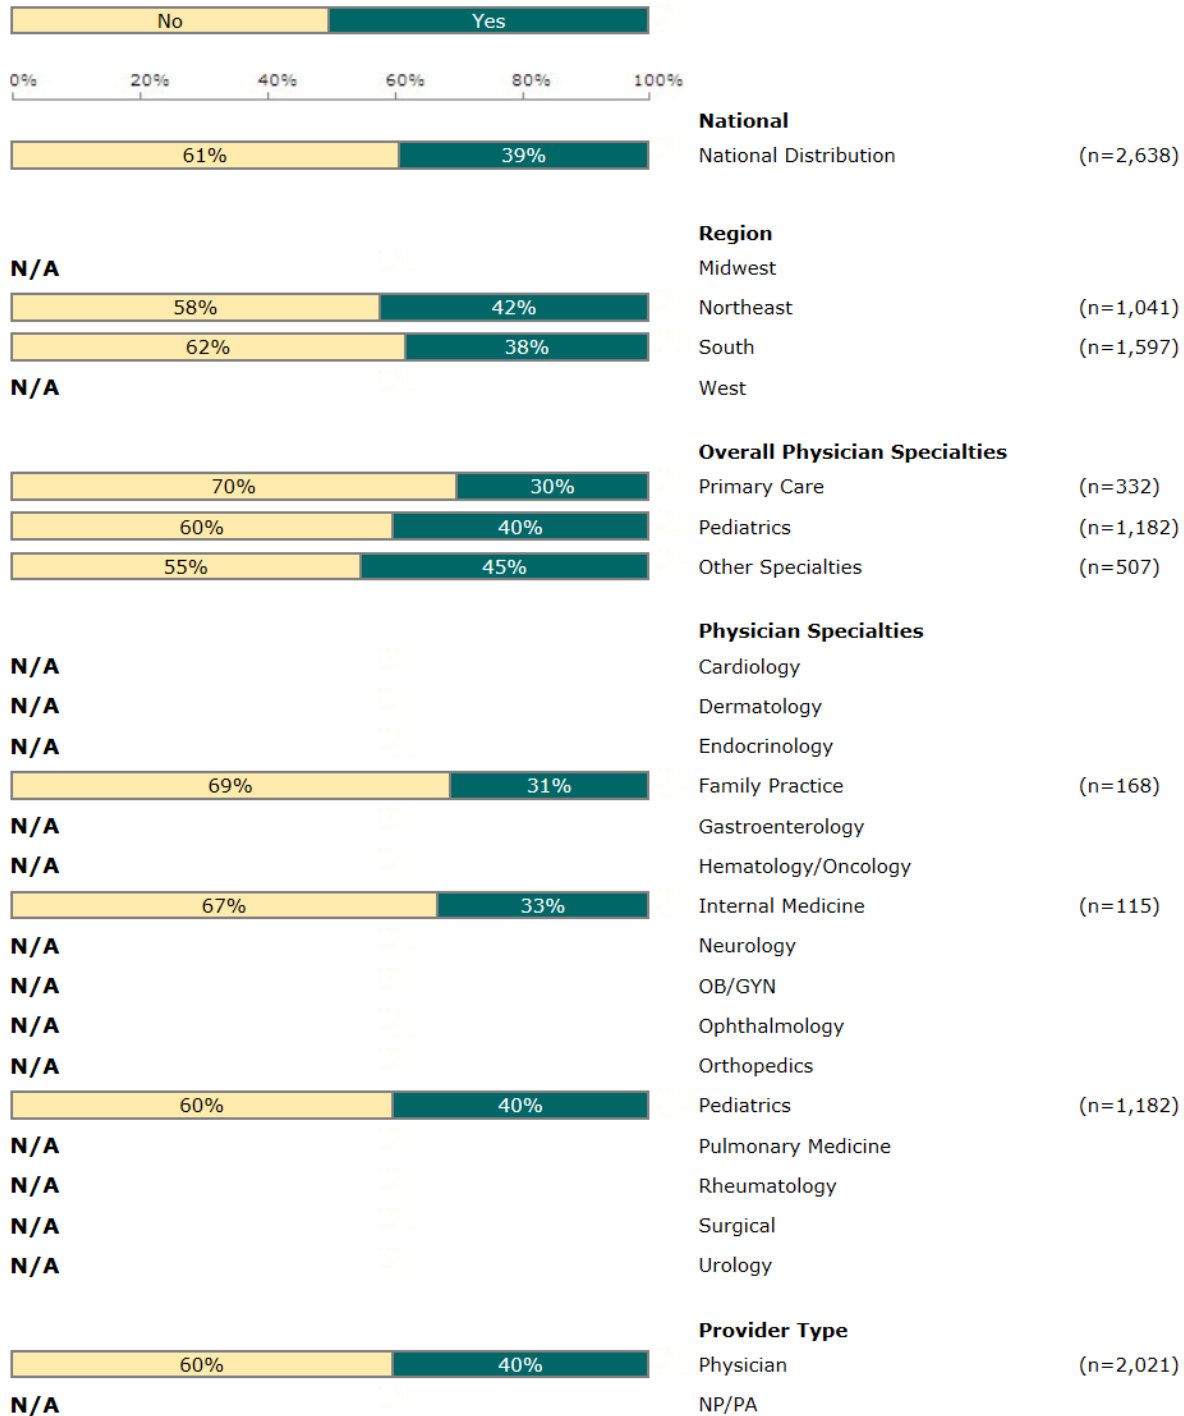 No Yes
0% 20% 40% 60% 80% 100%
National
61% 39% National Distribution (n=2,638)
Region
N/A Midwest
58% 42% Northeast (n=1,041)
62% 38% South (n=1,597)
N/A West
Overall Physician Specialties
70% 30% Primary Care (n=332)
60% 40% Pediatrics (n=1,182)
55% 45% Other Specialties (n=507)
Physician Specialties
N/A Cardiology
N/A Dermatology
N/A Endocrinology
69% 31% Family Practice (n=168)
N/A Gastroenterology
N/A Hematology/Oncology
67% 33% Internal Medicine (n=115)
N/A Neurology
N/A OB/GYN
N/A Ophthalmology
N/A Orthopedics
60% 40% Pediatrics (n=1,182)
N/A Pulmonary Medicine
N/A Rheumatology
N/A Surgical
N/A Urology
Provider Type
60% 40% Physician (n=2,021)
N/A NP/PA